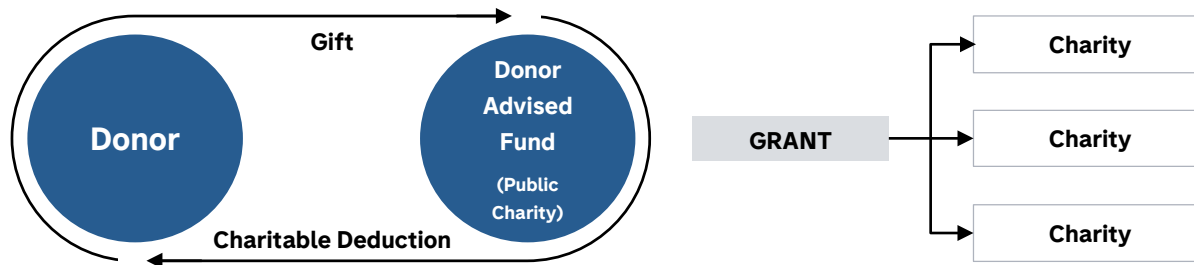 Gift
Donor
Donor
Advised
Fund
(Public
Charity)
Charitable Deduction
GRANT
Charity
Charity
Charity